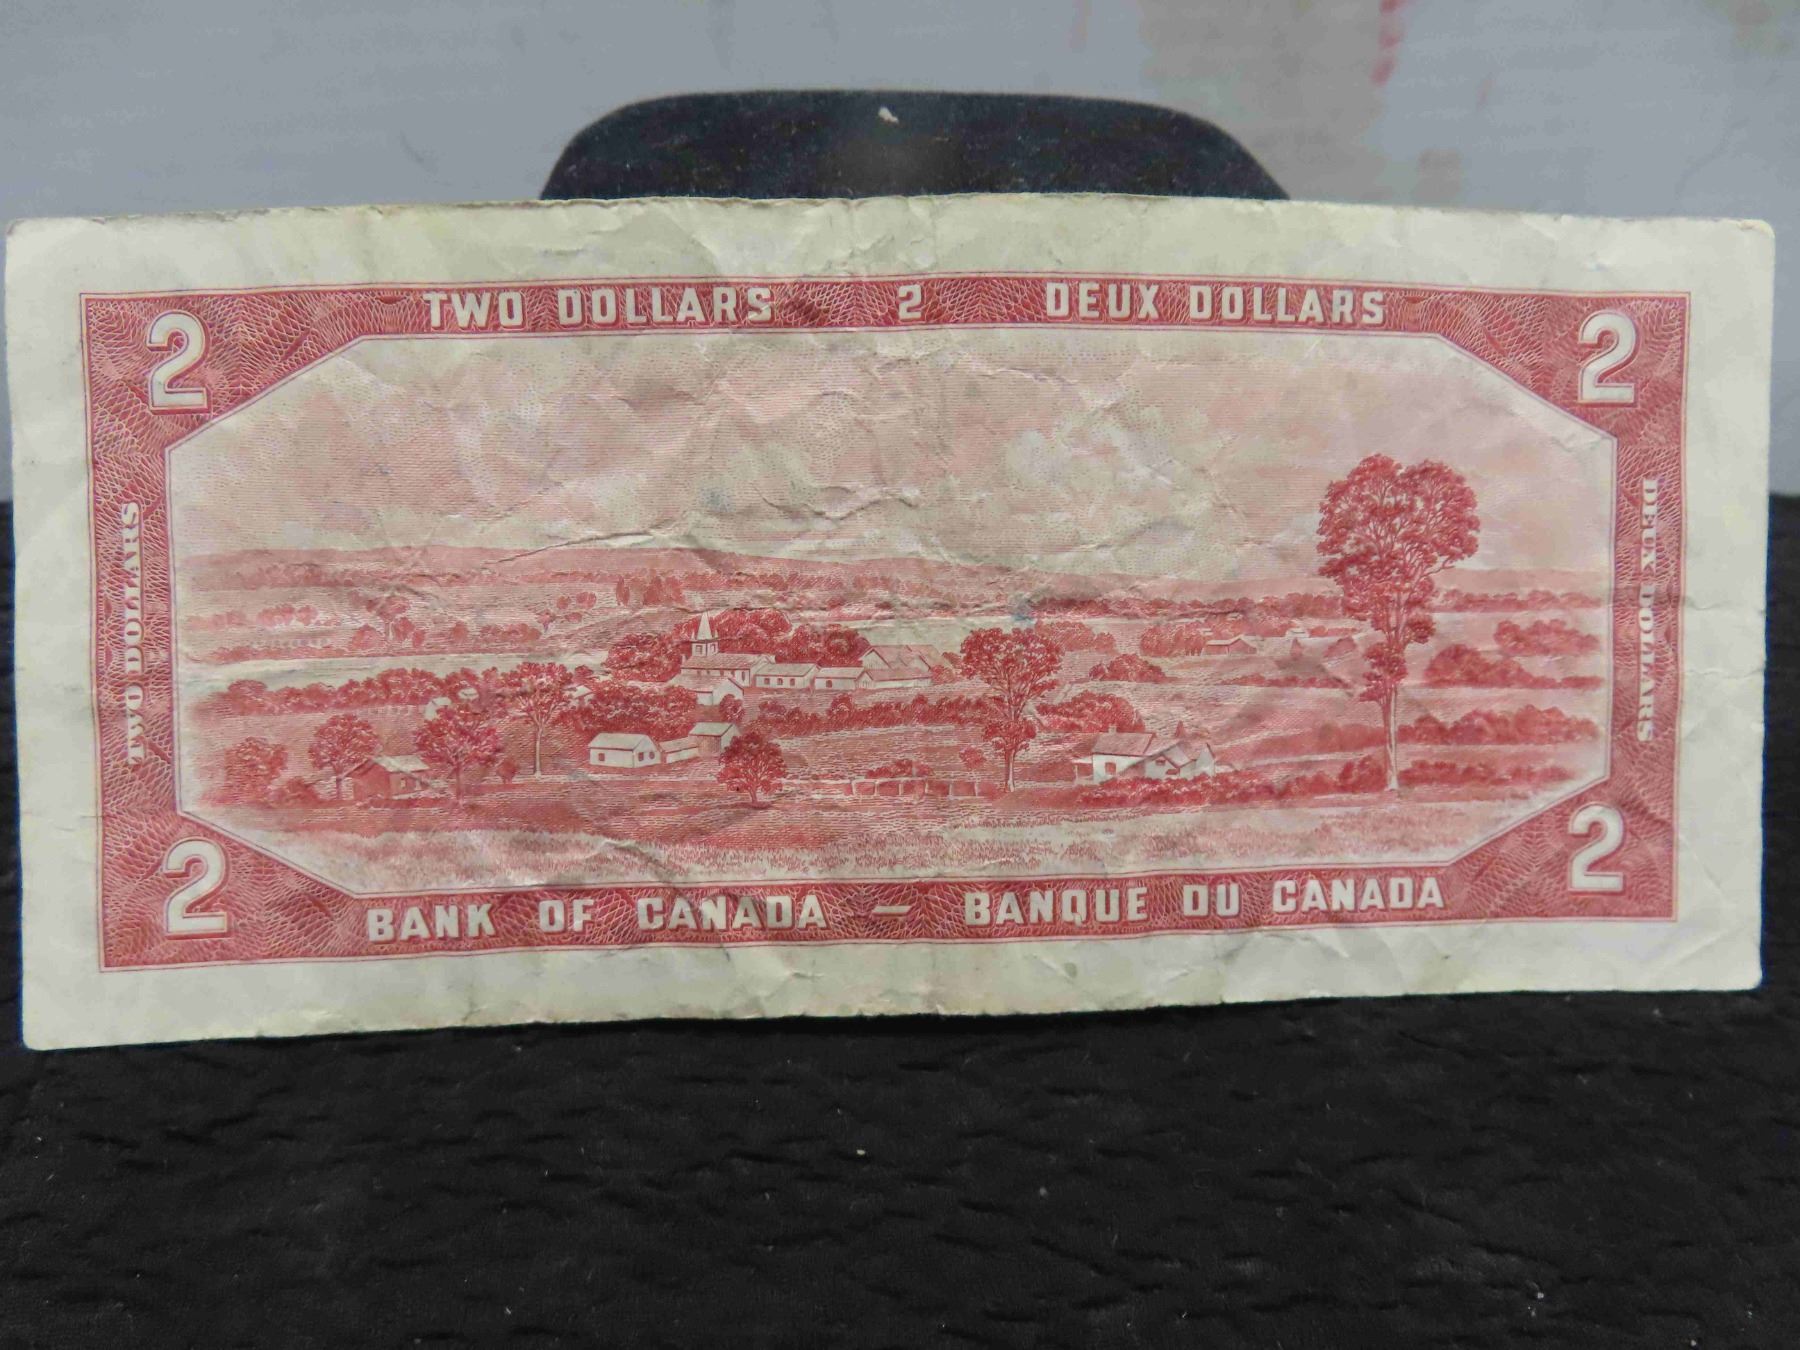 TWO DOLLARS 2 DEUX DOLLARS
2 2
TWO DOLLARS
DEUX DOLLARS
2 2
BANK OF CANADA — BANQUE DU CANADA